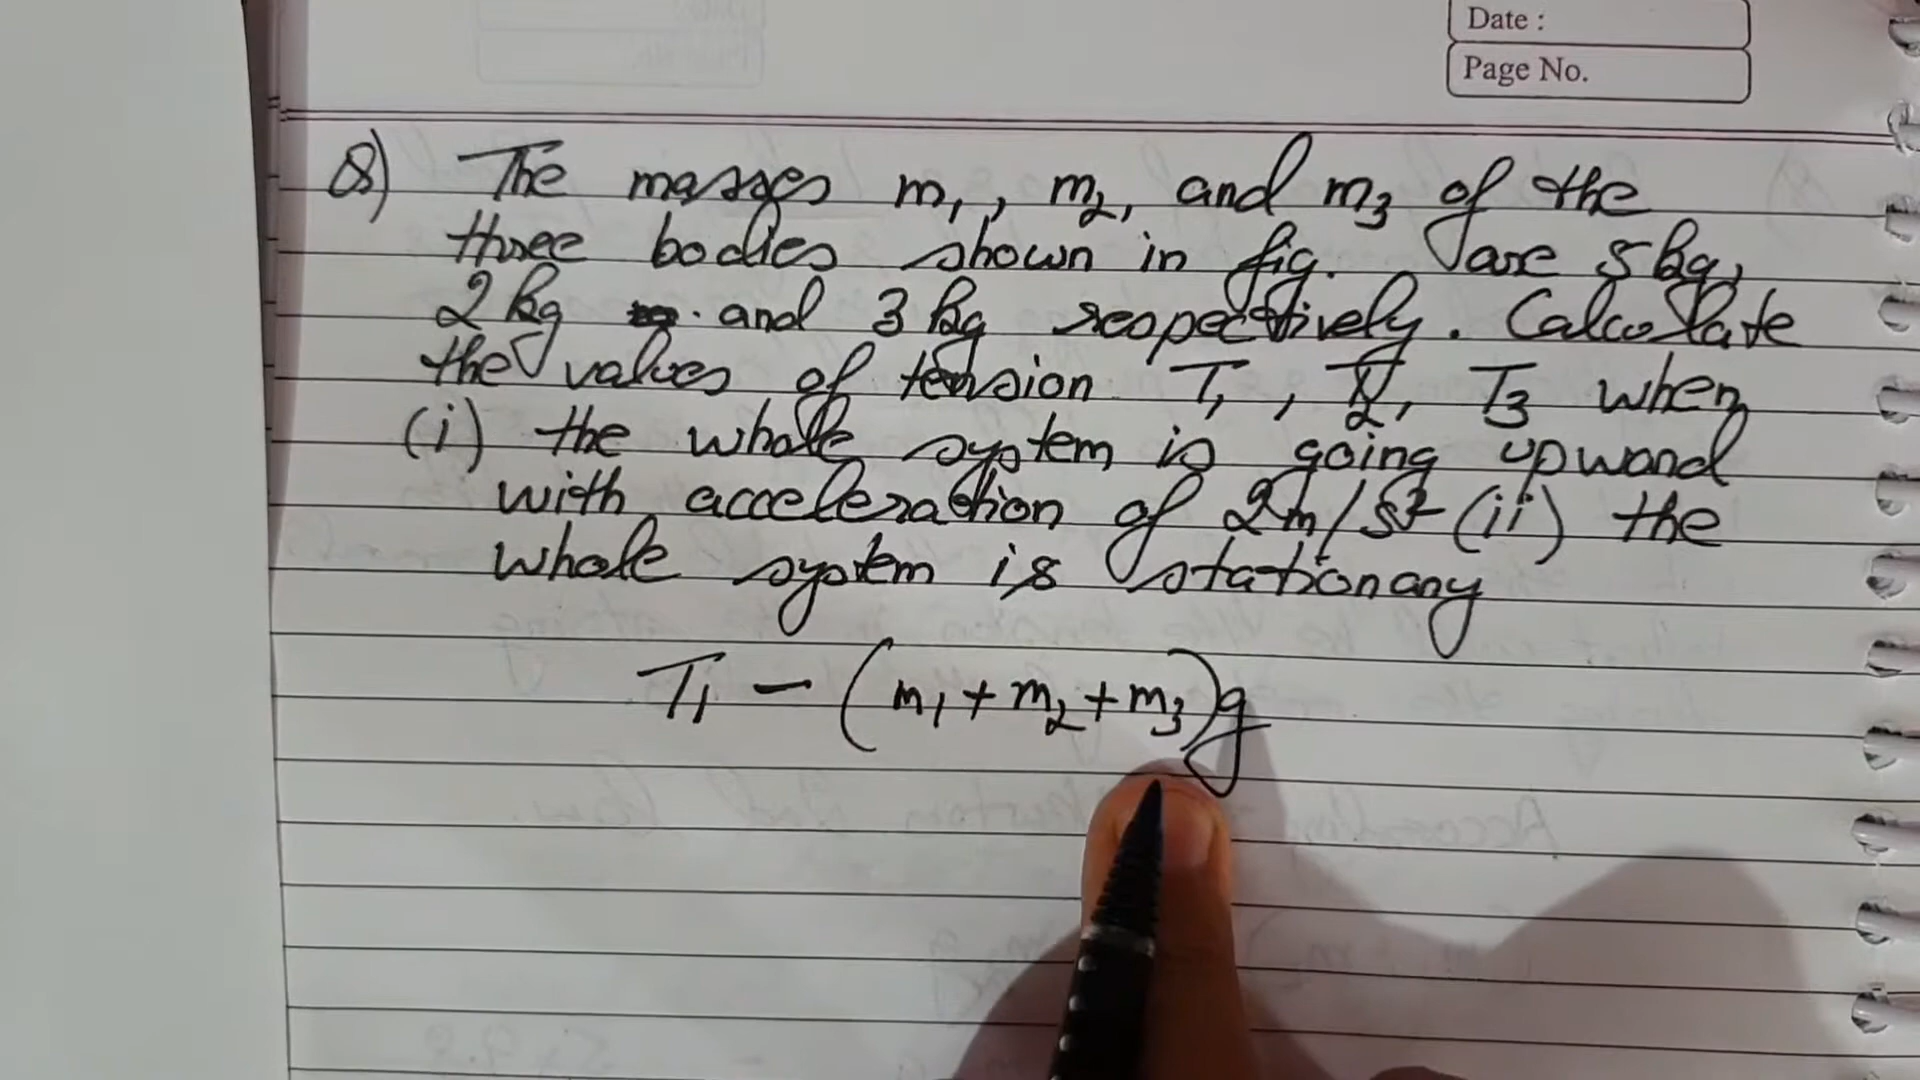 Date :
Page No.
Q) The masses m1, m2, and m3 of the
three bodies shown in fig. are 5 kg,
2 kg and 3 kg respectively. Calculate
the values of tension T1, T2, T3 when
(i) the whole system is going upward
with acceleration of 2m/s2 (ii) the
whole system is stationary
T1 - (m1+m2+m3)g